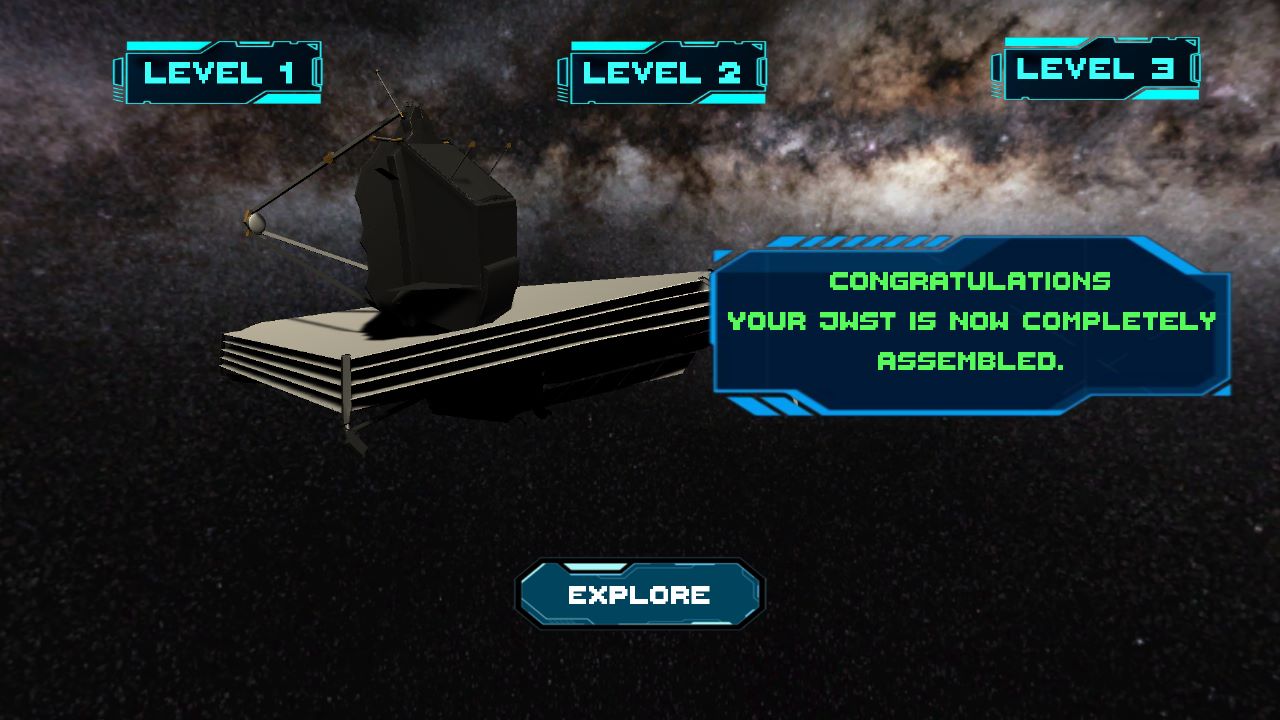 LEVEL 1
LEVEL 2
LEVEL 3
CONGRATULATIONS
YOUR JWST IS NOW COMPLETELY
ASSEMBLED.
EXPLORE